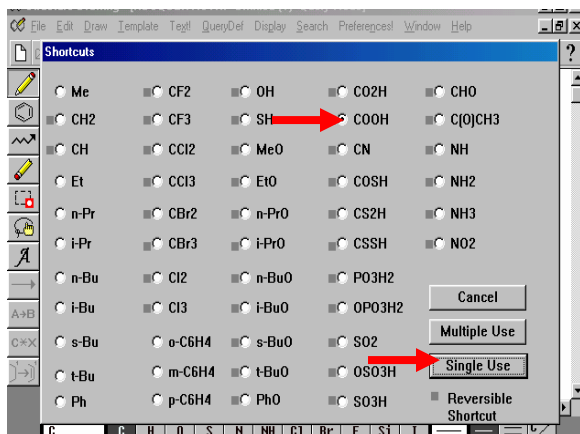 File Edit Draw Template Text! QueryDef Display Search Preferences! Window Help
Shortcuts
?
Me CF2 OH CO2H CHO
CH2 CF3 SH COOH C(O)CH3
CH CCl2 MeO CN NH
Et CCl3 EtO COSH NH2
n-Pr CBr2 n-PrO CS2H NH3
i-Pr CBr3 i-PrO CSSH NO2
n-Bu Cl2 n-BuO PO3H2
i-Bu Cl3 i-BuO OPO3H2
s-Bu o-C6H4 s-BuO SO2
t-Bu m-C6H4 t-BuO OSO3H
Ph p-C6H4 PhO SO3H
Cancel
Multiple Use
Single Use
Reversible
Shortcut
A
A→B
C C H O S N NH Cl Br F Si I